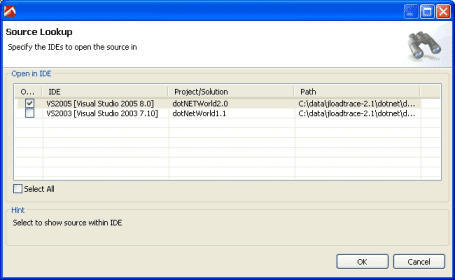 Source Lookup
Specify the IDEs to open the source in
Open in IDE
O... IDE Project/Solution Path
VS2005 [Visual Studio 2005 8.0] dotNETWorld2.0 C:\data\jloadtrace-2.1\dotnet\d...
VS2003 [Visual Studio 2003 7.10] dotNetWorld1.1 C:\data\jloadtrace-2.1\dotnet\d...
Select All
Hint
Select to show source within IDE
OK Cancel